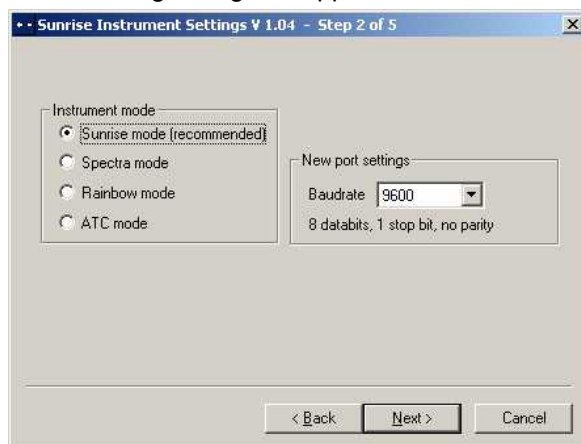 Sunrise Instrument Settings V 1.04 - Step 2 of 5
Instrument mode
Sunrise mode (recommended)
Spectra mode
Rainbow mode
ATC mode
New port settings
Baudrate 9600
8 databits, 1 stop bit, no parity
< Back Next > Cancel